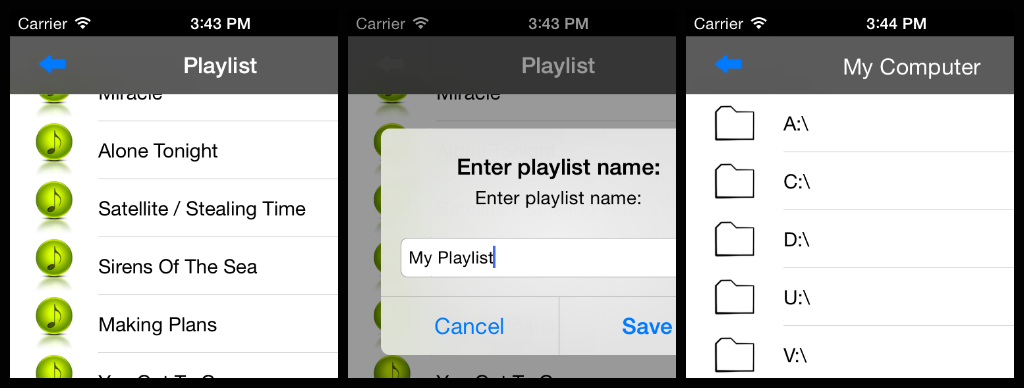 Carrier 3:43 PM
Playlist
Miracle
Alone Tonight
Satellite / Stealing Time
Sirens Of The Sea
Making Plans
Carrier 3:43 PM
Playlist
Miracle
Enter playlist name:
Enter playlist name:
My Playlist
Cancel Save
Carrier 3:44 PM
My Computer
A:\
C:\
D:\
U:\
V:\